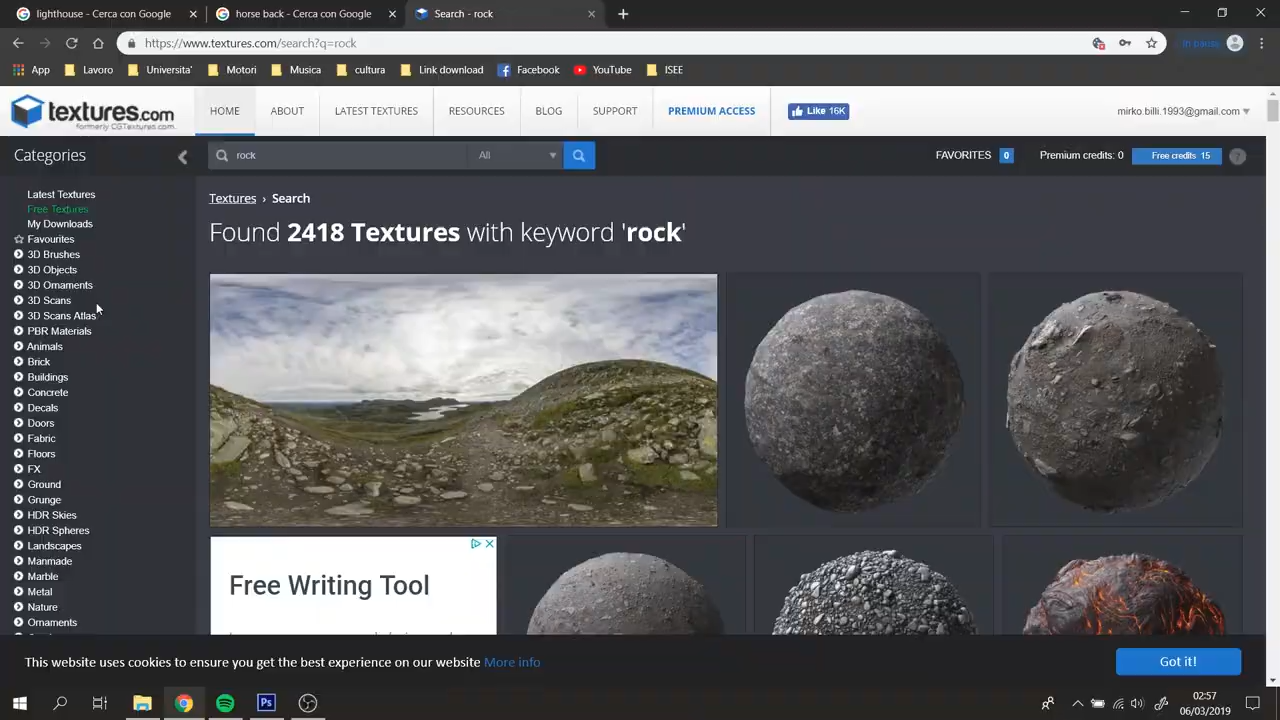 lighthouse - Cerca con Google
horse back - Cerca con Google
Search - rock
https://www.textures.com/search?q=rock
In pausa
App
Lavoro
Universita'
Motori
Musica
cultura
Link download
Facebook
YouTube
ISEE
textures.com
formerly CGTextures.com
HOME
ABOUT
LATEST TEXTURES
RESOURCES
BLOG
SUPPORT
PREMIUM ACCESS
Like 16K
mirko.billi.1993@gmail.com
Categories
rock
All
FAVORITES 0
Premium credits: 0
Free credits 15
?
Latest Textures
Free Textures
My Downloads
Favourites
3D Brushes
3D Objects
3D Ornaments
3D Scans
3D Scans Atlas
PBR Materials
Animals
Brick
Buildings
Concrete
Decals
Doors
Fabric
Floors
FX
Ground
Grunge
HDR Skies
HDR Spheres
Landscapes
Manmade
Marble
Metal
Nature
Ornaments
Textures › Search
Found 2418 Textures with keyword 'rock'
Free Writing Tool
This website uses cookies to ensure you get the best experience on our website More info
Got it!
Ps
02:57
06/03/2019